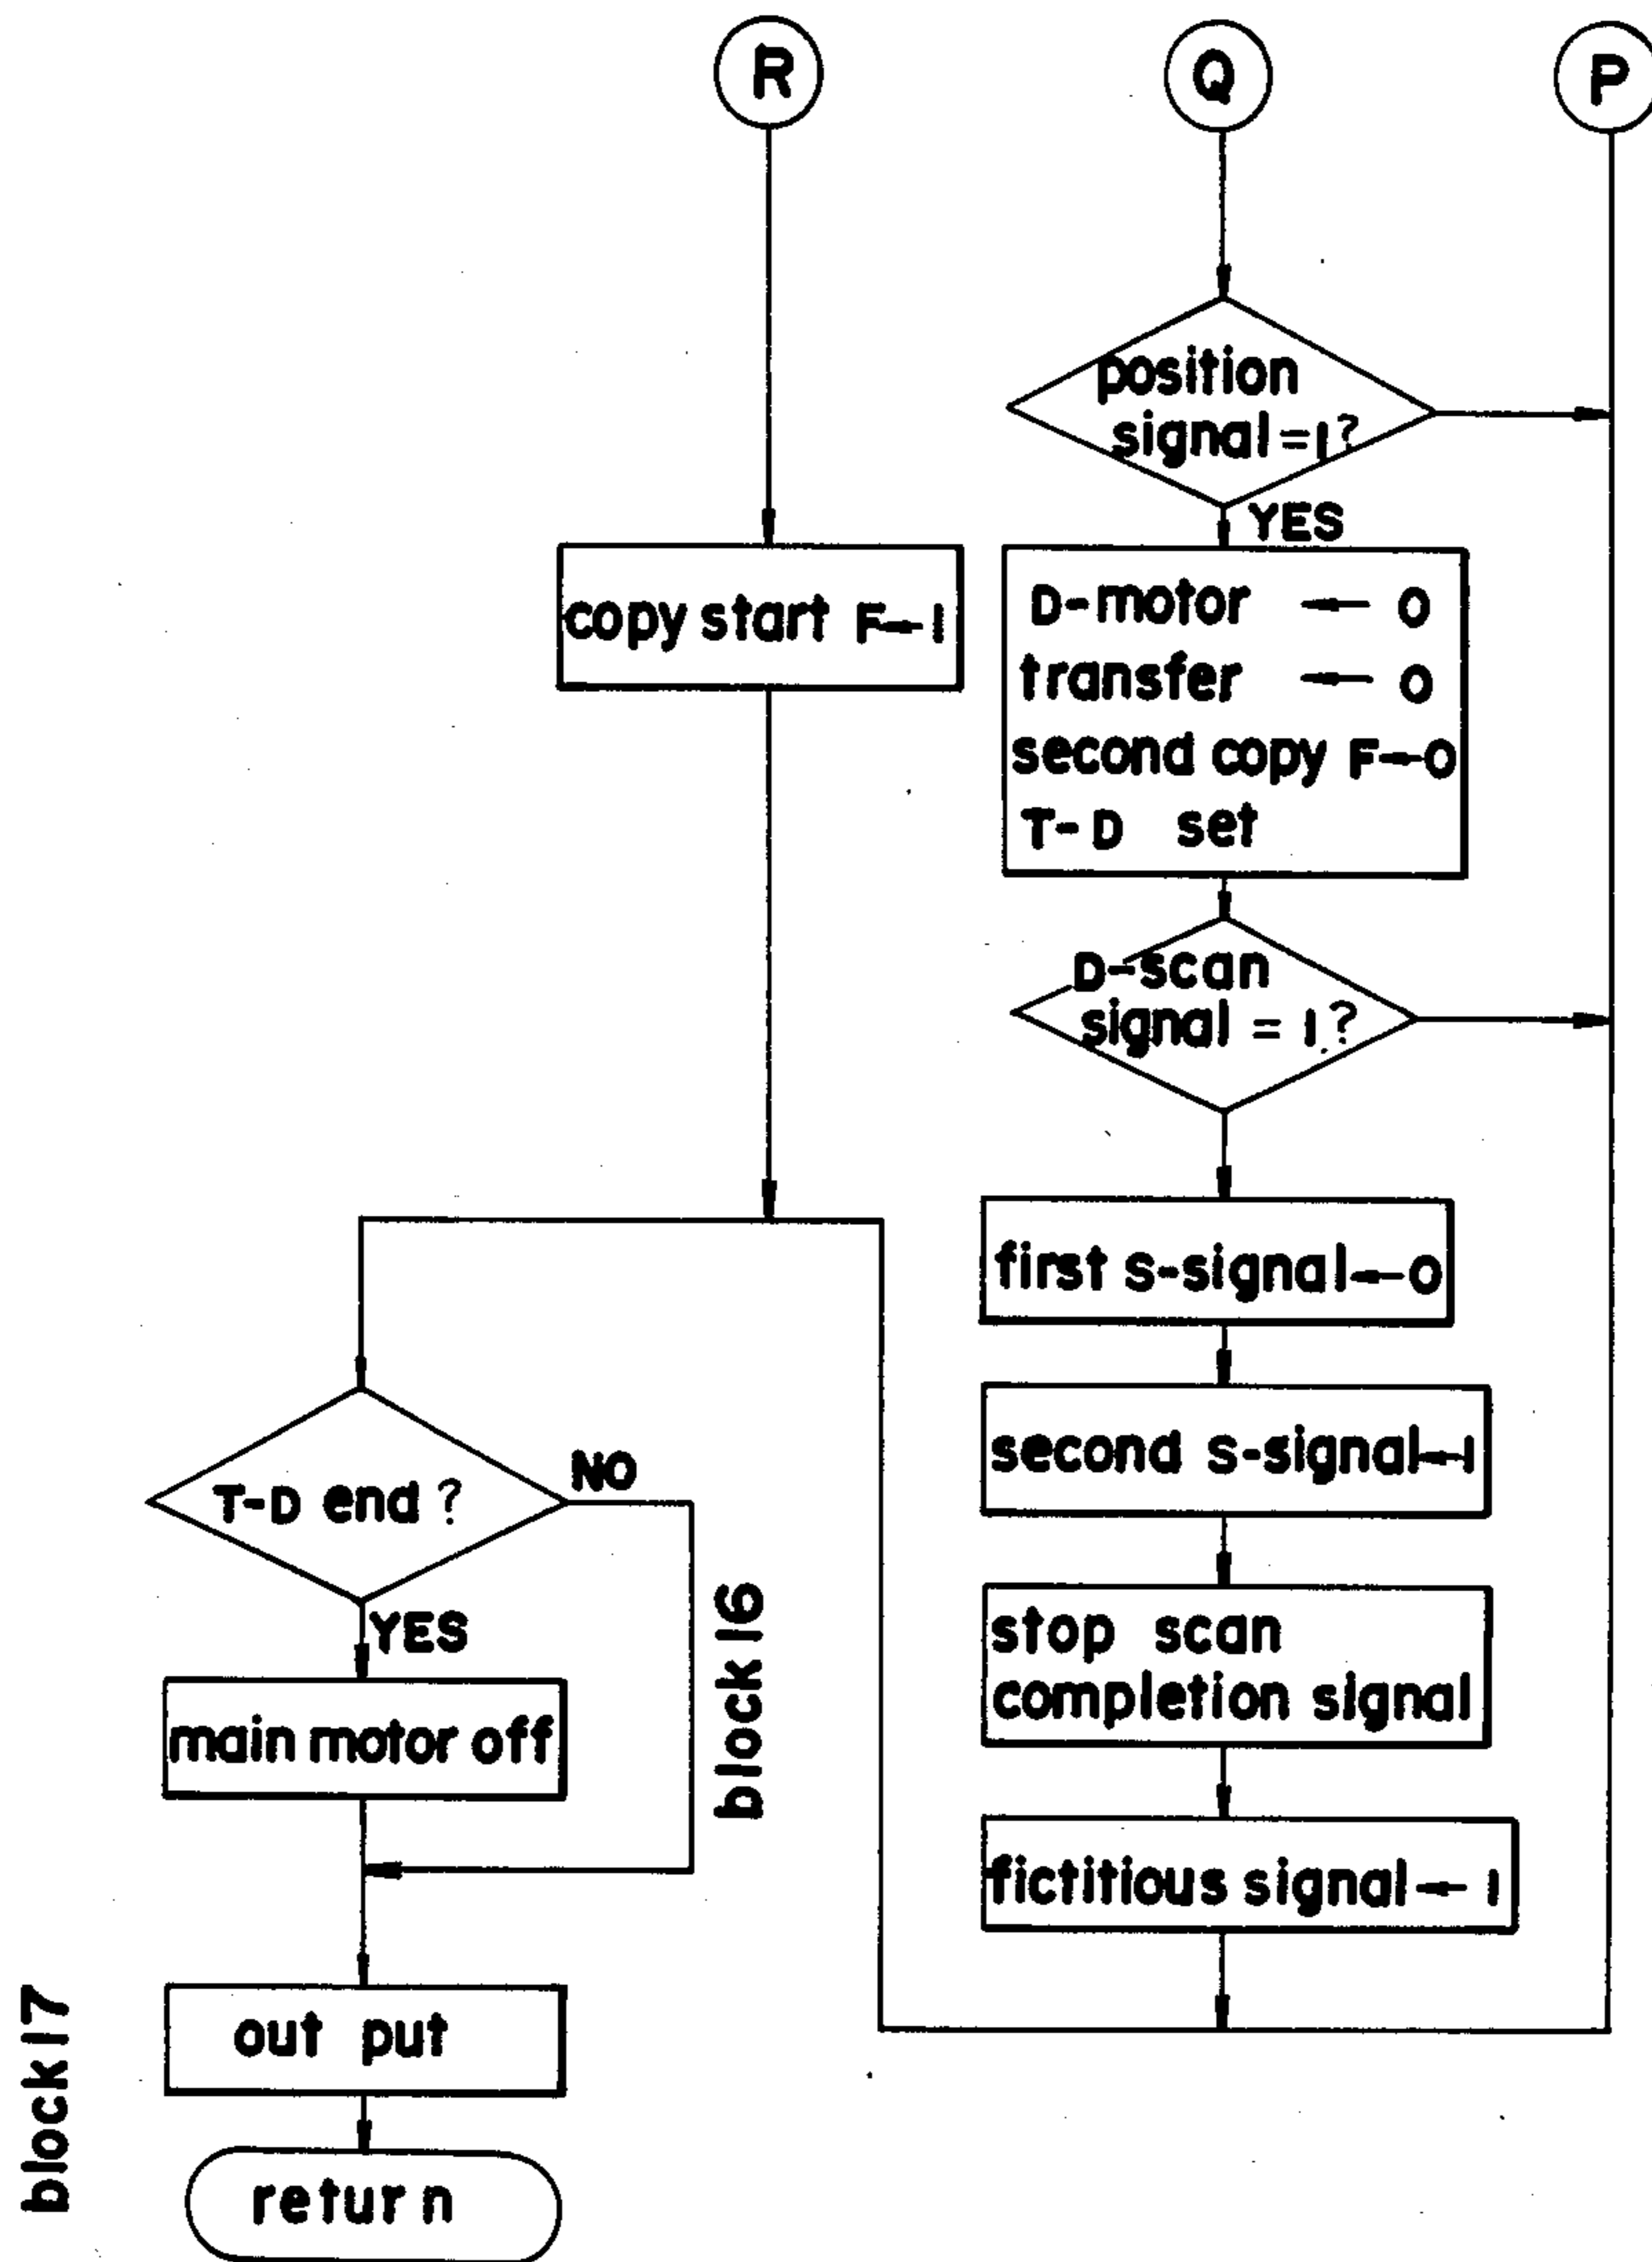 R
Q
P
position
signal=1?
YES
D-motor ← 0
transfer ← 0
second copy F←0
T-D set
copy start F←1
D-scan
signal = 1?
first s-signal←0
second s-signal←1
stop scan
completion signal
fictitious signal← 1
T-D end?
NO
YES
main motor off
block 16
out put
return
block 17